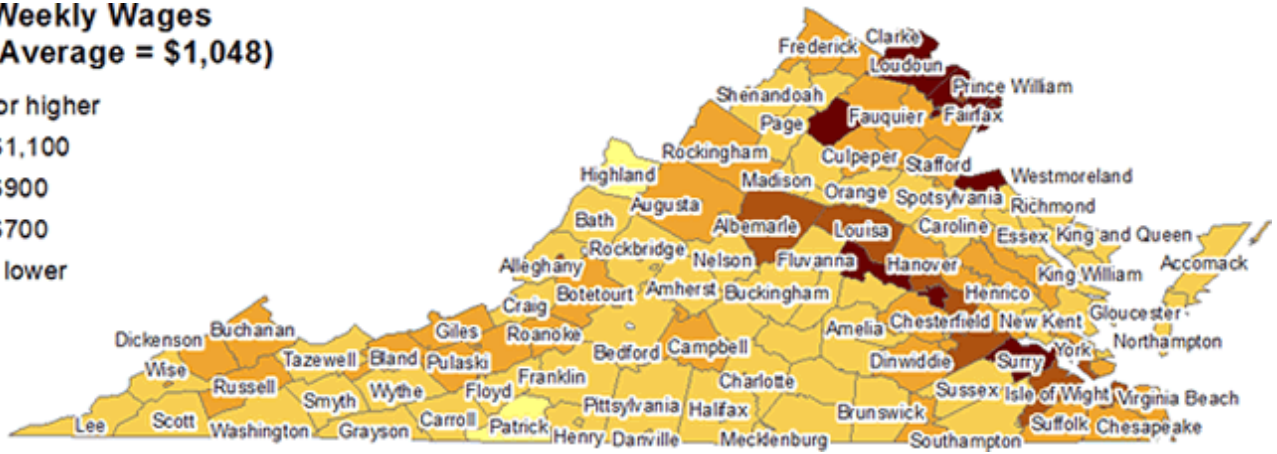 Weekly Wages
Average = $1,048)
or higher
$1,100
$900
$700
lower
Clarke
Frederick
Loudoun
Prince William
Shenandoah
Fauquier
Fairfax
Page
Rockingham
Culpeper
Stafford
Highland
Madison
Westmoreland
Orange
Spotsylvania
Richmond
Augusta
Bath
Albemarle
Louisa
Caroline
Essex
King and Queen
Rockbridge
Nelson
Fluvanna
Hanover
King William
Accomack
Alleghany
Botetourt
Amherst
Buckingham
Henrico
Craig
Gloucester
Dickenson
Buchanan
Giles
Roanoke
Amelia
Chesterfield
New Kent
Northampton
Tazewell
Bland
Pulaski
Bedford
Campbell
Dinwiddie
Surry
York
Wise
Russell
Wythe
Floyd
Franklin
Charlotte
Sussex
Isle of Wight
Virginia Beach
Smyth
Pittsylvania
Halifax
Brunswick
Lee
Scott
Washington
Grayson
Carroll
Patrick
Henry
Danville
Mecklenburg
Southampton
Suffolk
Chesapeake